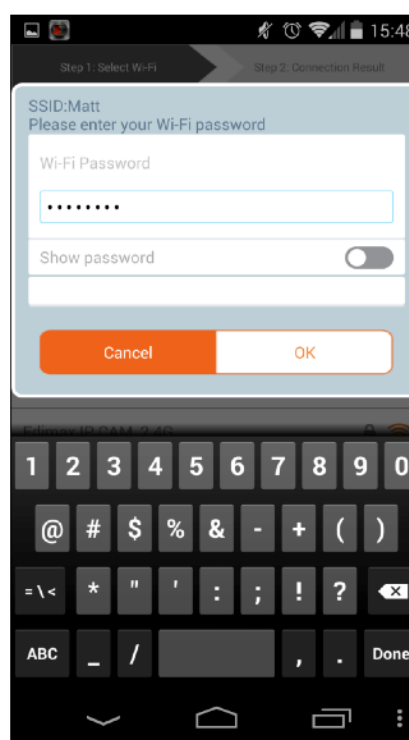 15:48
Step 1: Select Wi-Fi Step 2: Connection Result
SSID:Matt
Please enter your Wi-Fi password
Wi-Fi Password
••••••••
Show password
Cancel OK
Edimax IP CAM 2.4G
1 2 3 4 5 6 7 8 9 0
@ # $ % & - + ( )
= \ < * " ' : ; ! ?
ABC _ / , . Done